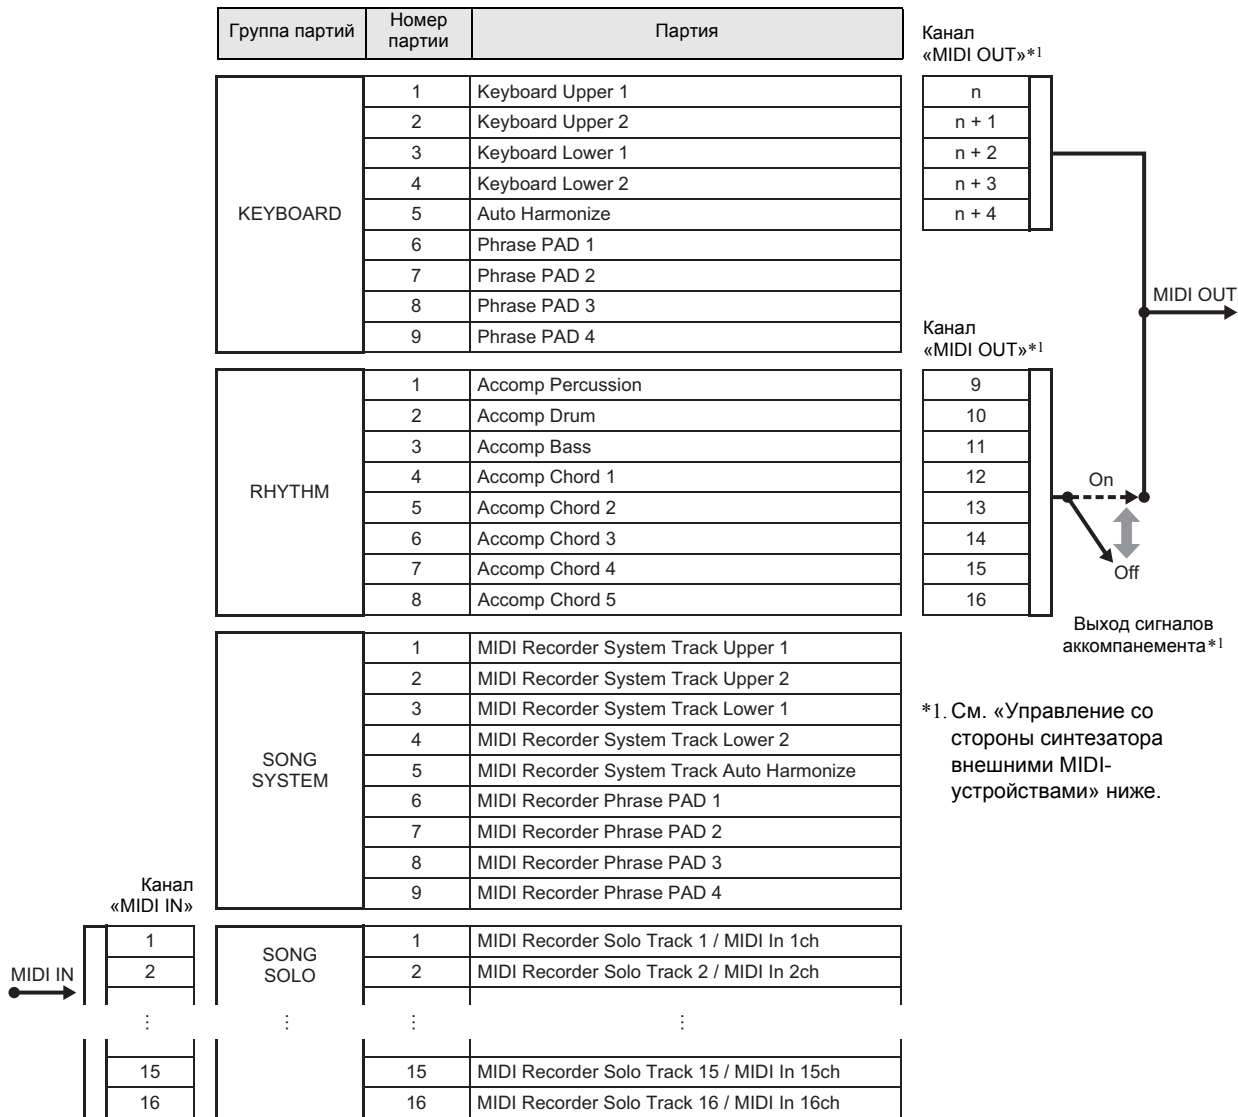 Группа партий
Номер
партии
Партия
Канал
«MIDI OUT»*1
KEYBOARD
1 Keyboard Upper 1 n
2 Keyboard Upper 2 n + 1
3 Keyboard Lower 1 n + 2
4 Keyboard Lower 2 n + 3
5 Auto Harmonize n + 4
6 Phrase PAD 1
7 Phrase PAD 2
8 Phrase PAD 3
9 Phrase PAD 4
MIDI OUT
Канал
«MIDI OUT»*1
RHYTHM
1 Accomp Percussion 9
2 Accomp Drum 10
3 Accomp Bass 11
4 Accomp Chord 1 12
5 Accomp Chord 2 13
6 Accomp Chord 3 14
7 Accomp Chord 4 15
8 Accomp Chord 5 16
On
Off
Выход сигналов
аккомпанемента*1
SONG
SYSTEM
1 MIDI Recorder System Track Upper 1
2 MIDI Recorder System Track Upper 2
3 MIDI Recorder System Track Lower 1
4 MIDI Recorder System Track Lower 2
5 MIDI Recorder System Track Auto Harmonize
6 MIDI Recorder Phrase PAD 1
7 MIDI Recorder Phrase PAD 2
8 MIDI Recorder Phrase PAD 3
9 MIDI Recorder Phrase PAD 4
*1. См. «Управление со
стороны синтезатора
внешними MIDI-
устройствами» ниже.
Канал
«MIDI IN»
MIDI IN
SONG
SOLO
1 1 MIDI Recorder Solo Track 1 / MIDI In 1ch
2 2 MIDI Recorder Solo Track 2 / MIDI In 2ch
⋮ ⋮ ⋮ ⋮
15 15 MIDI Recorder Solo Track 15 / MIDI In 15ch
16 16 MIDI Recorder Solo Track 16 / MIDI In 16ch